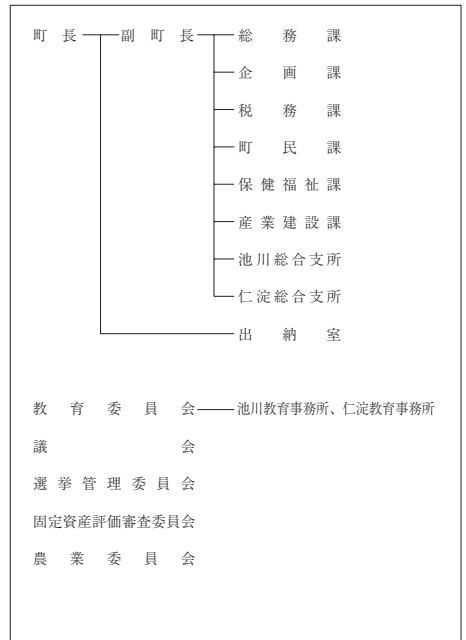 町長 副町長 総務課
企画課
税務課
町民課
保健福祉課
産業建設課
池川総合支所
仁淀総合支所
出納室
教育委員会 池川教育事務所、仁淀教育事務所
議会
選挙管理委員会
固定資産評価審査委員会
農業委員会